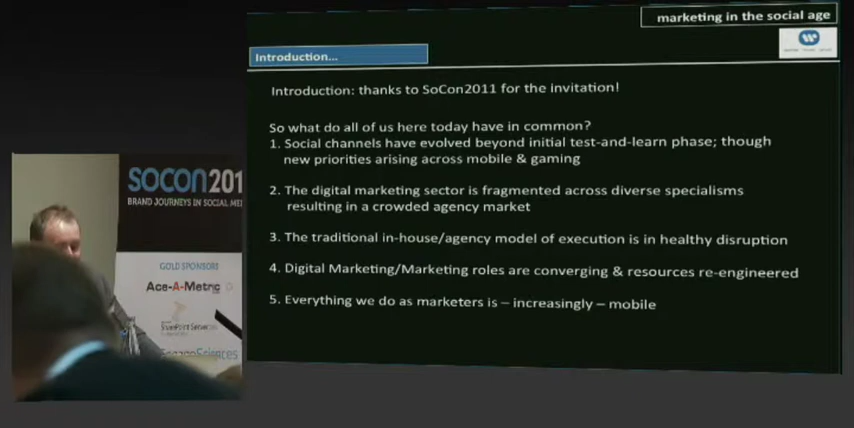 marketing in the social age
Introduction...
Introduction: thanks to SoCon2011 for the invitation!
So what do all of us here today have in common?
1. Social channels have evolved beyond initial test-and-learn phase; though
new priorities arising across mobile & gaming
2. The digital marketing sector is fragmented across diverse specialisms
resulting in a crowded agency market
3. The traditional in-house/agency model of execution is in healthy disruption
4. Digital Marketing/Marketing roles are converging & resources re-engineered
5. Everything we do as marketers is – increasingly – mobile
SOCON201
BRAND JOURNEYS IN SOCIAL ME
GOLD SPONSORS
Ace-A-Metric